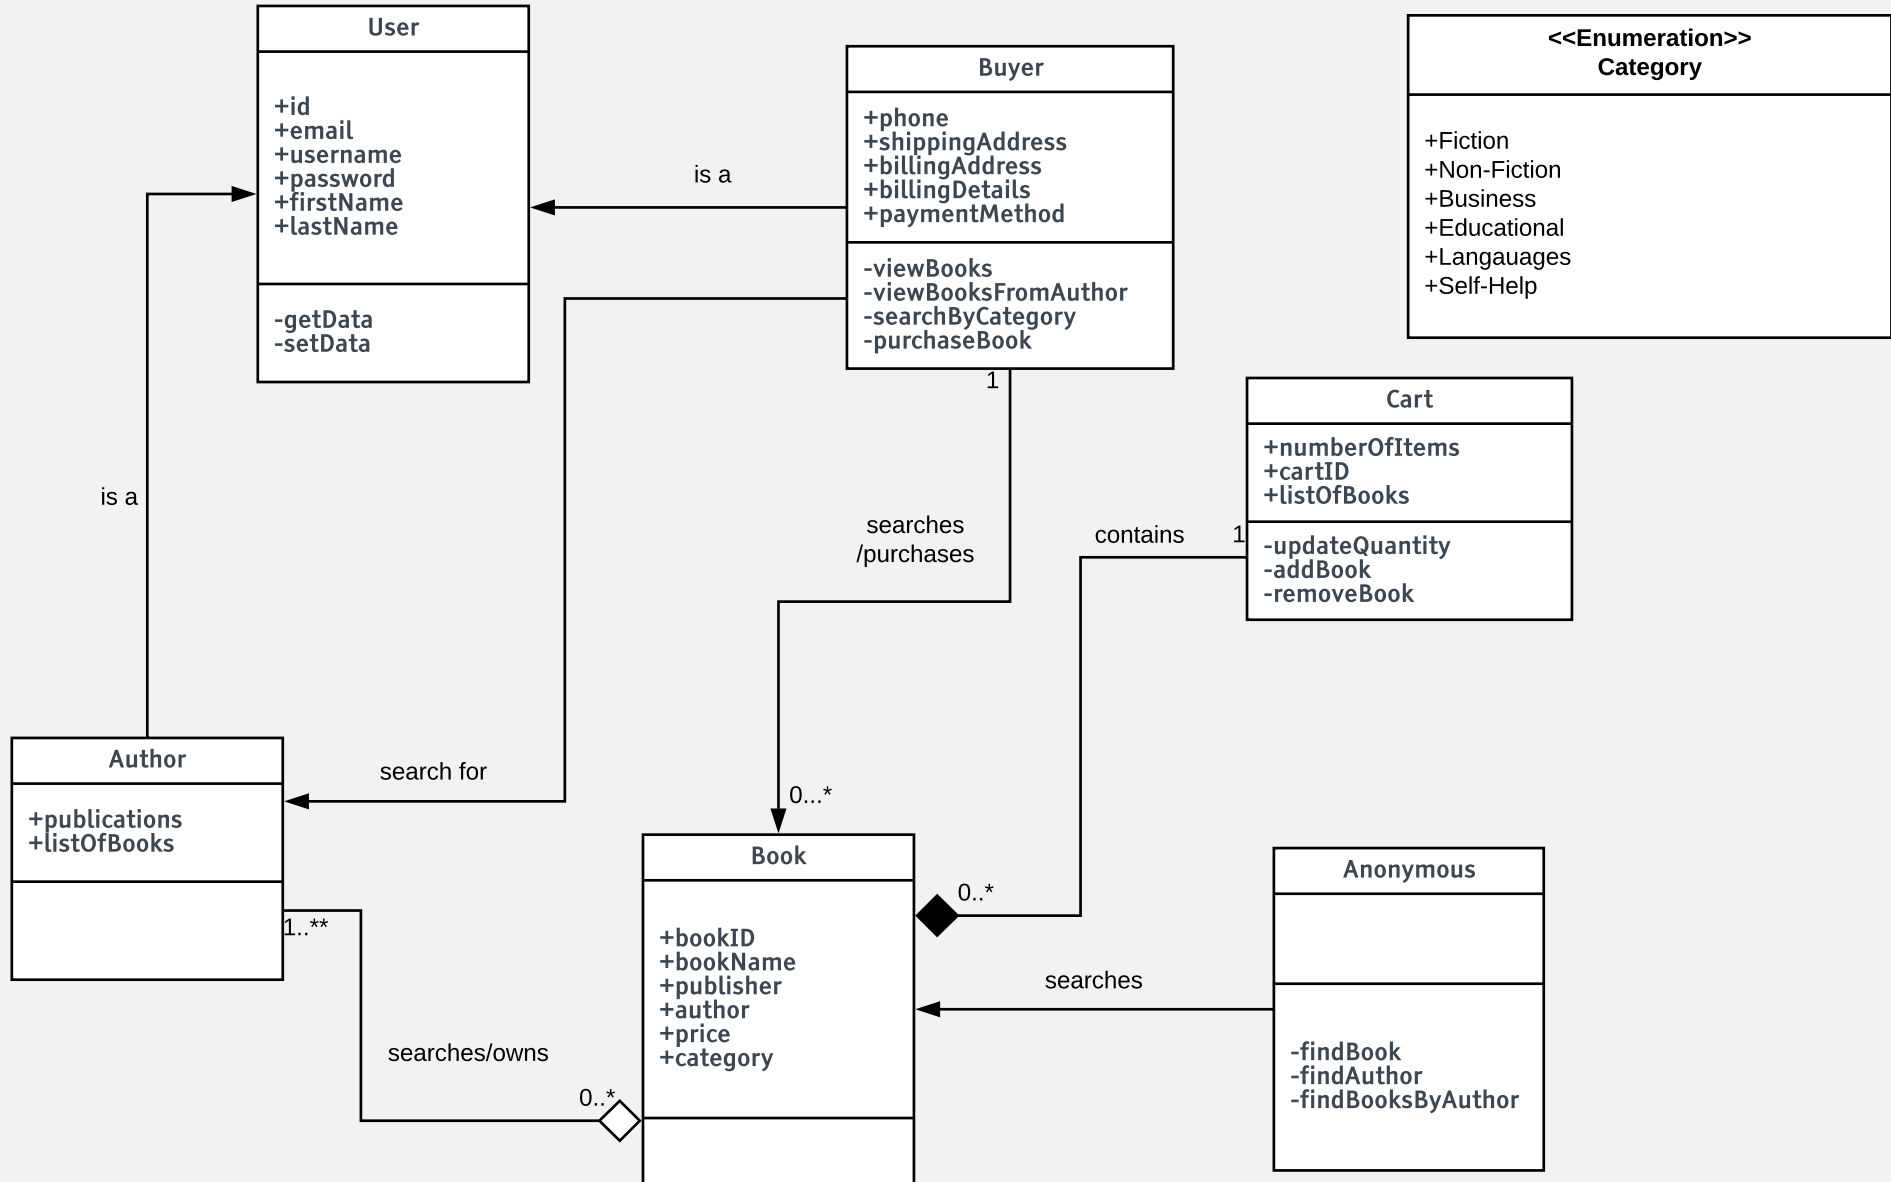 User
+id
+email
+username
+password
+firstName
+lastName
-getData
-setData
is a
Buyer
+phone
+shippingAddress
+billingAddress
+billingDetails
+paymentMethod
-viewBooks
-viewBooksFromAuthor
-searchByCategory
-purchaseBook
1
<<Enumeration>>
Category
+Fiction
+Non-Fiction
+Business
+Educational
+Langauages
+Self-Help
Cart
+numberOfItems
+cartID
+listOfBooks
-updateQuantity
-addBook
-removeBook
1
contains
searches
/purchases
is a
search for
0...*
Author
+publications
+listOfBooks
1..**
searches/owns
0..*
Book
+bookID
+bookName
+publisher
+author
+price
+category
0..*
searches
Anonymous
-findBook
-findAuthor
-findBooksByAuthor